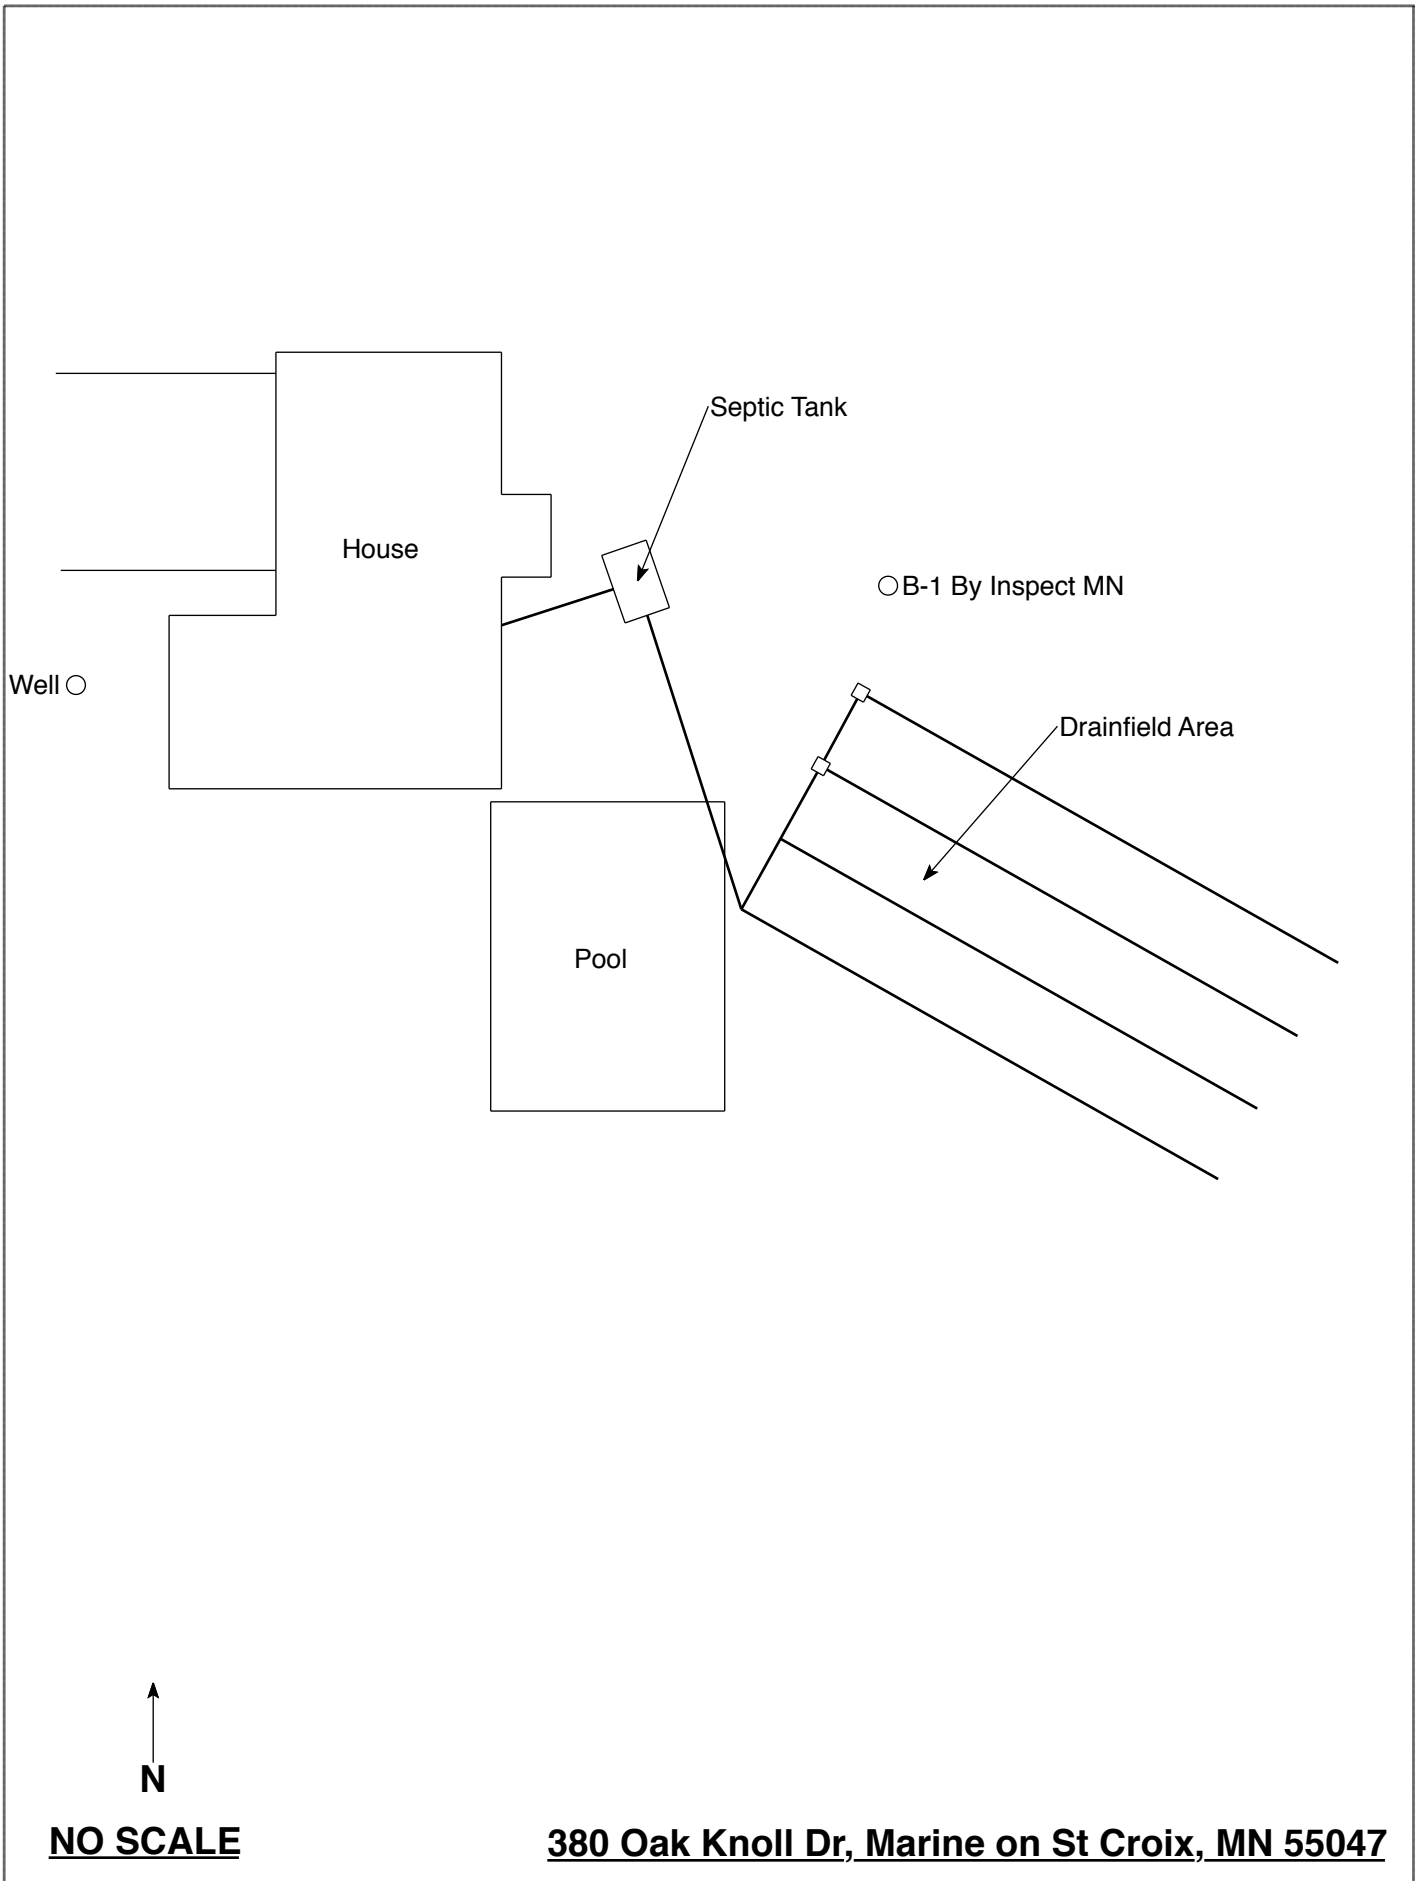 Septic Tank
House
B-1 By Inspect MN
Well
Drainfield Area
Pool
N
NO SCALE
380 Oak Knoll Dr, Marine on St Croix, MN 55047